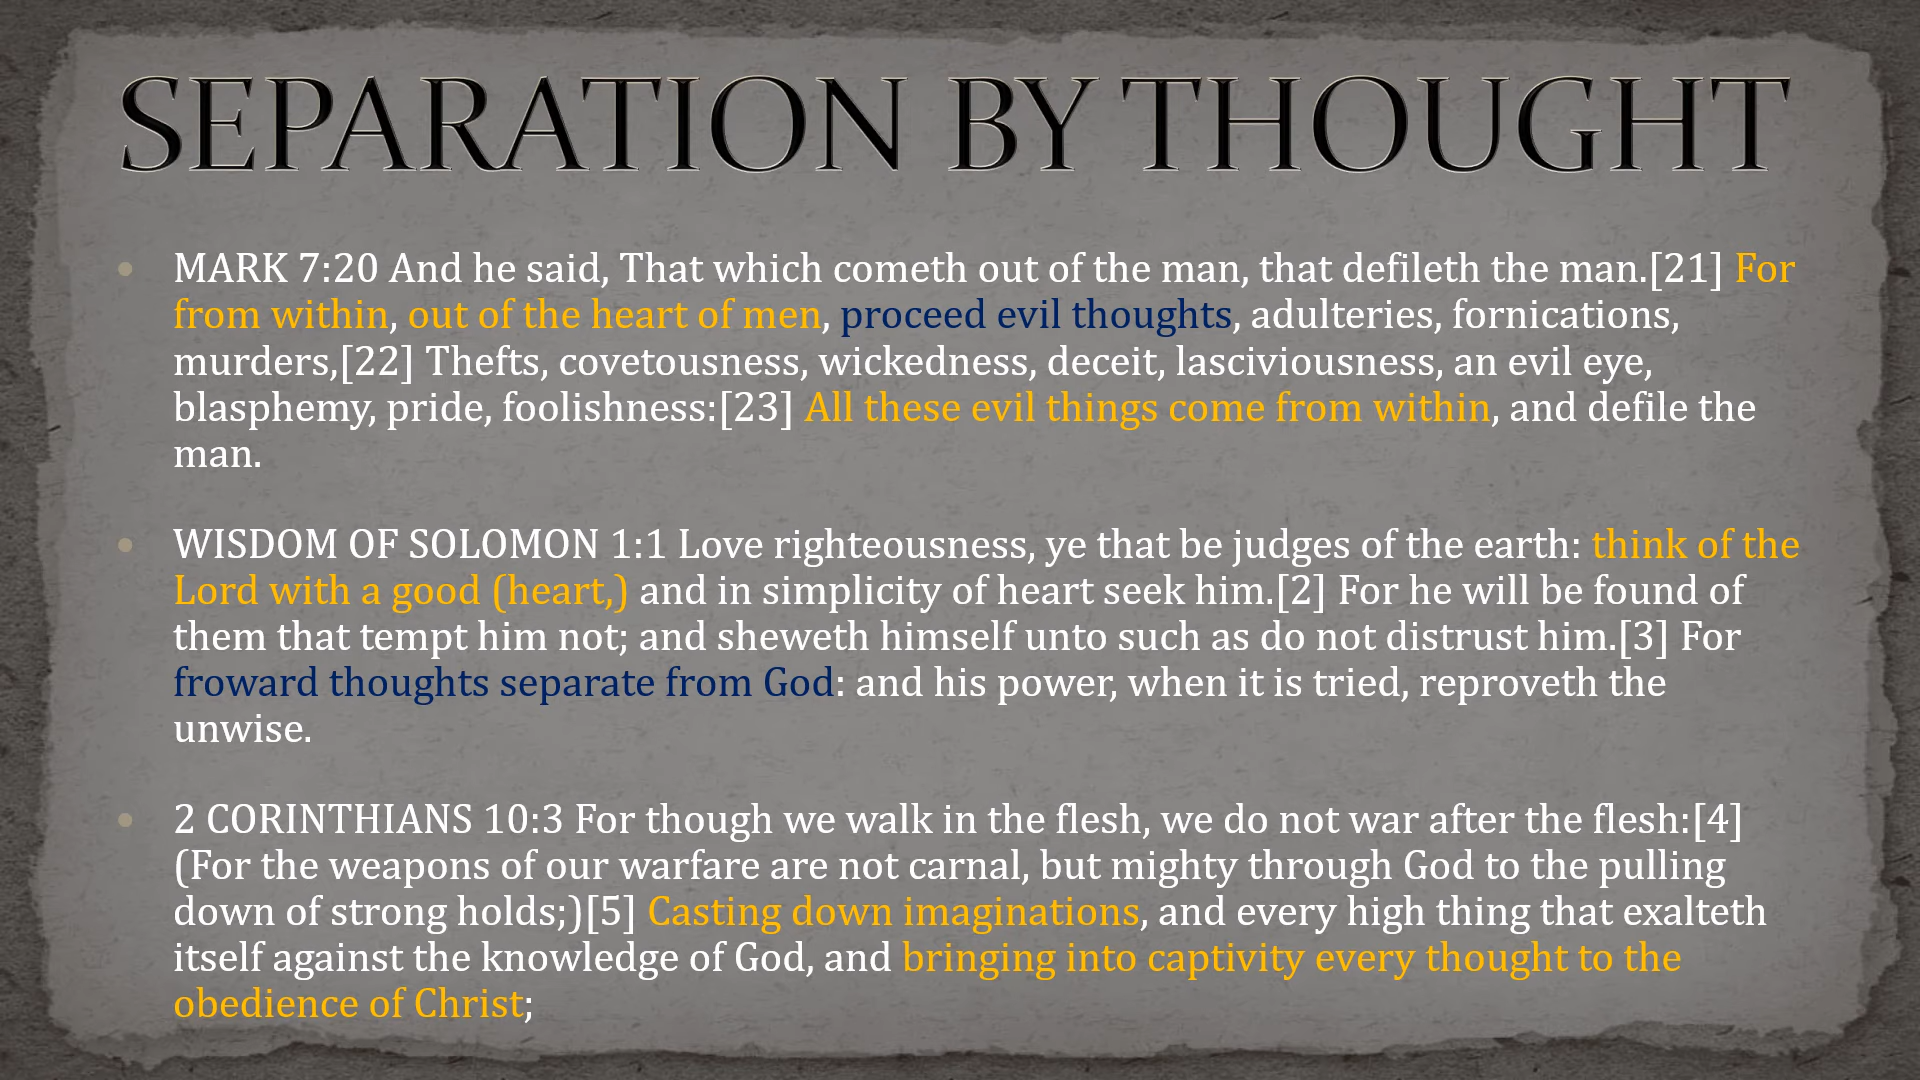 SEPARATION BY THOUGHT
• MARK 7:20 And he said, That which cometh out of the man, that defileth the man.[21] For
from within, out of the heart of men, proceed evil thoughts, adulteries, fornications,
murders,[22] Thefts, covetousness, wickedness, deceit, lasciviousness, an evil eye,
blasphemy, pride, foolishness:[23] All these evil things come from within, and defile the
man.
• WISDOM OF SOLOMON 1:1 Love righteousness, ye that be judges of the earth: think of the
Lord with a good (heart,) and in simplicity of heart seek him.[2] For he will be found of
them that tempt him not; and sheweth himself unto such as do not distrust him.[3] For
froward thoughts separate from God: and his power, when it is tried, reproveth the
unwise.
• 2 CORINTHIANS 10:3 For though we walk in the flesh, we do not war after the flesh:[4]
(For the weapons of our warfare are not carnal, but mighty through God to the pulling
down of strong holds;)[5] Casting down imaginations, and every high thing that exalteth
itself against the knowledge of God, and bringing into captivity every thought to the
obedience of Christ;